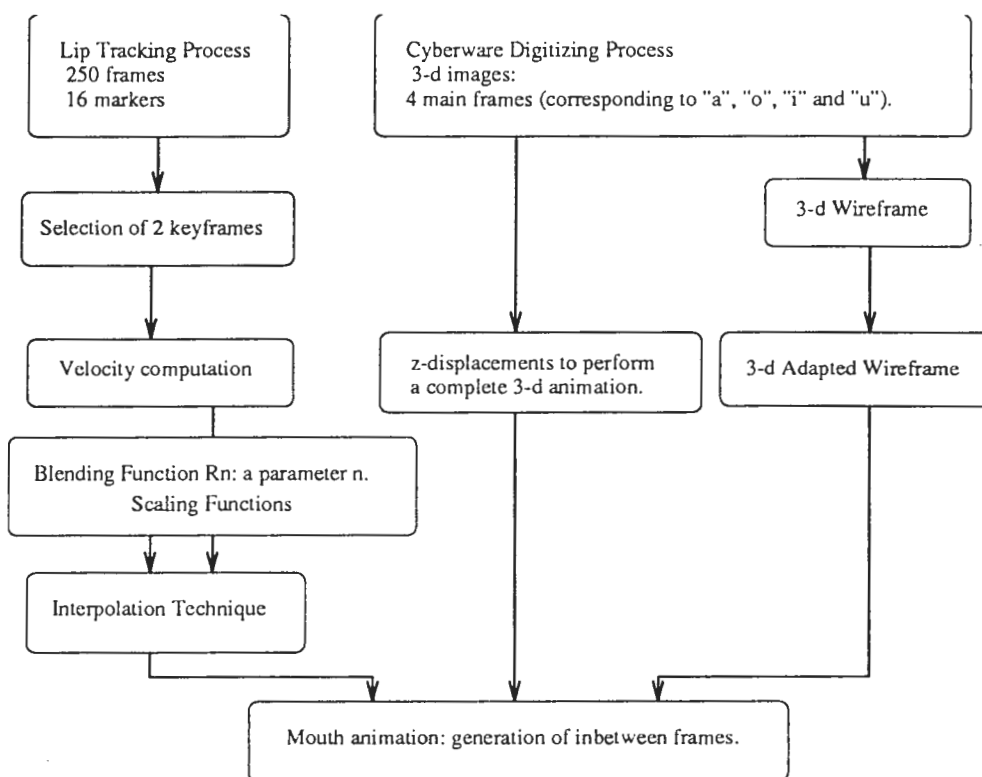 Lip Tracking Process
250 frames
16 markers
Cyberware Digitizing Process
3-d images:
4 main frames (corresponding to "a", "o", "i" and "u").
Selection of 2 keyframes
3-d Wireframe
Velocity computation
z-displacements to perform
a complete 3-d animation.
3-d Adapted Wireframe
Blending Function Rn: a parameter n.
Scaling Functions
Interpolation Technique
Mouth animation: generation of inbetween frames.